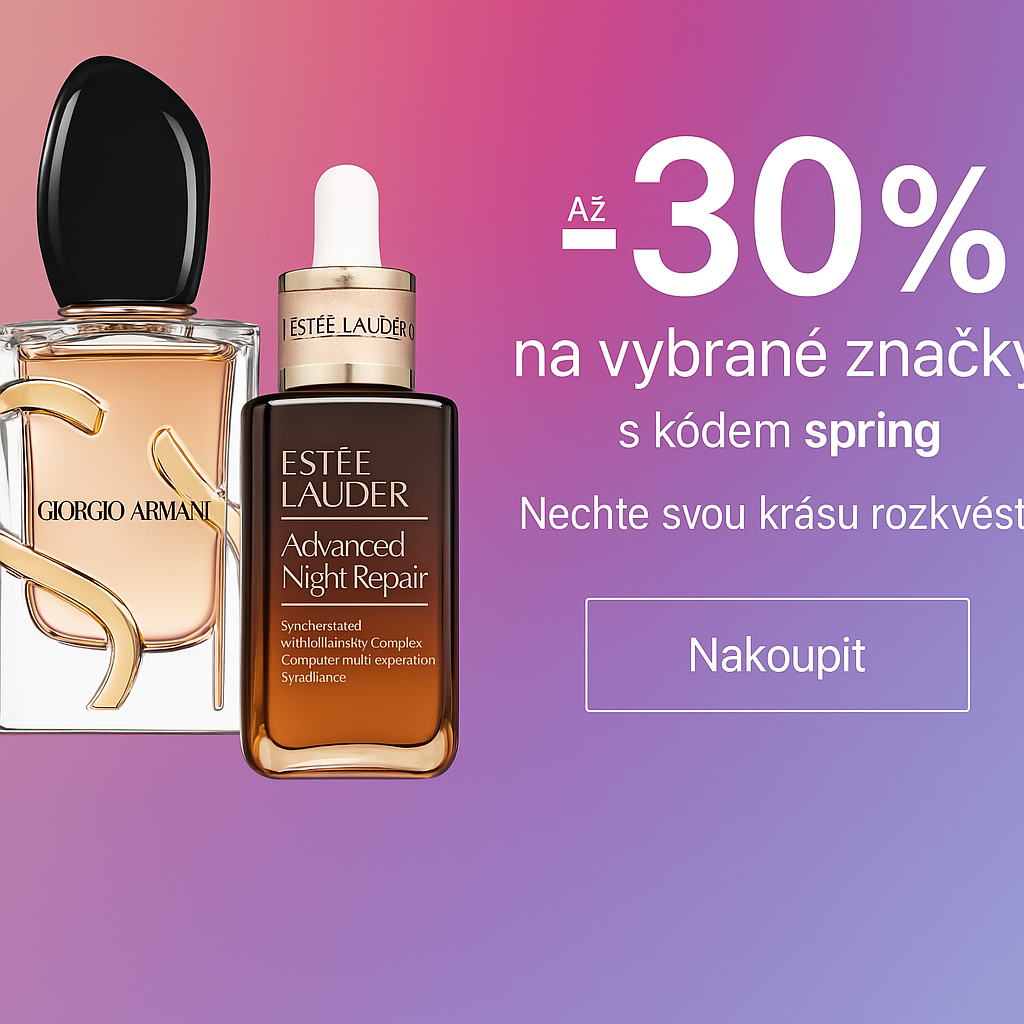 Až
-30%
na vybrané značky
s kódem spring
Nechte svou krásu rozkvést
Nakoupit
GIORGIO ARMANI
ESTĒE LAUDĒR O
ESTĒE
LAUDER
Advanced
Night Repair
Syncherstated
withlolllainskty Complex
Computer multi experation
Syradliance